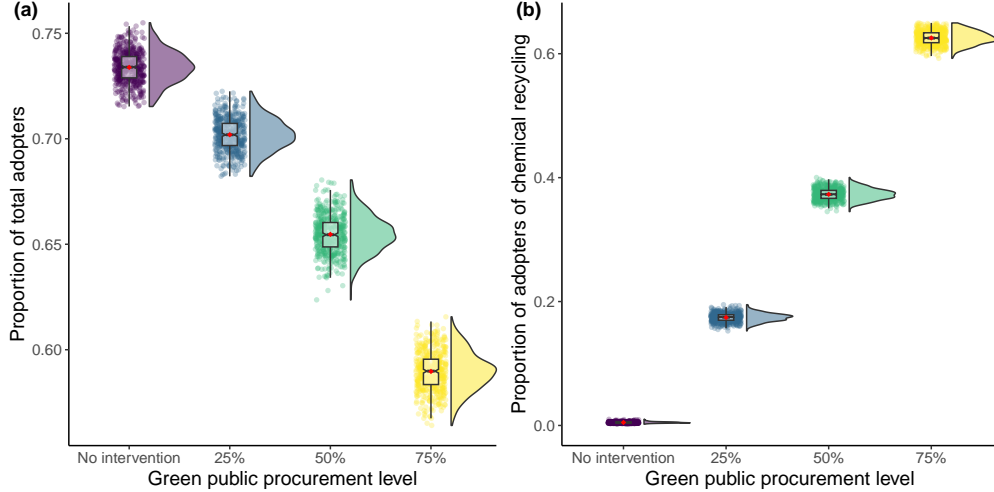 (a)
Proportion of total adopters
0.75
0.70
0.65
0.60
No intervention 25% 50% 75%
Green public procurement level
(b)
Proportion of adopters of chemical recycling
0.6
0.4
0.2
0.0
No intervention 25% 50% 75%
Green public procurement level